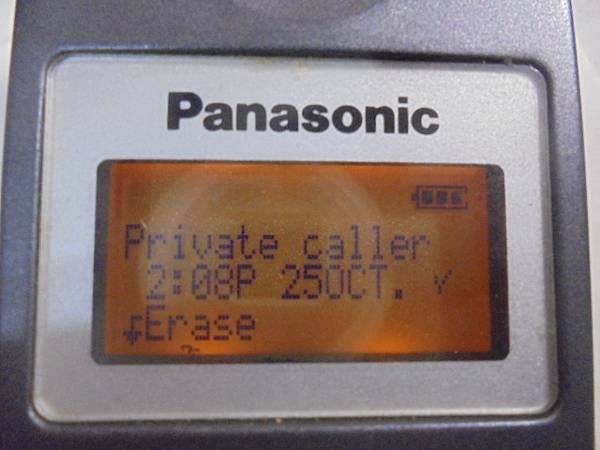 Panasonic
Private caller
2:08P 25OCT. √
Erase